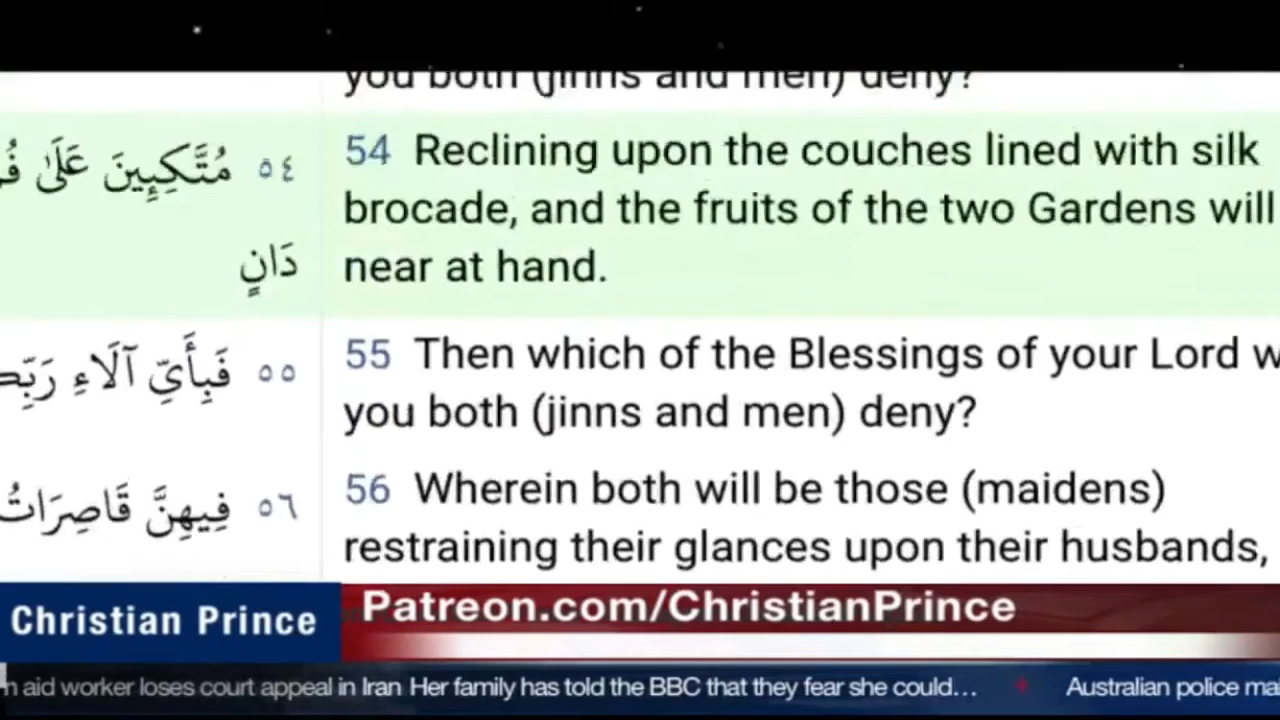 you both (jinns and men) deny?
٥٤ مُتَّكِئِينَ عَلَىٰ
دَانٍ
54 Reclining upon the couches lined with silk
brocade, and the fruits of the two Gardens will
near at hand.
٥٥ فَبِأَيِّ آلَاءِ
55 Then which of the Blessings of your Lord w
you both (jinns and men) deny?
٥٦ فِيهِنَّ قَاصِرَاتُ
56 Wherein both will be those (maidens)
restraining their glances upon their husbands,
Christian Prince
Patreon.com/ChristianPrince
n aid worker loses court appeal in Iran Her family has told the BBC that they fear she could... Australian police mai